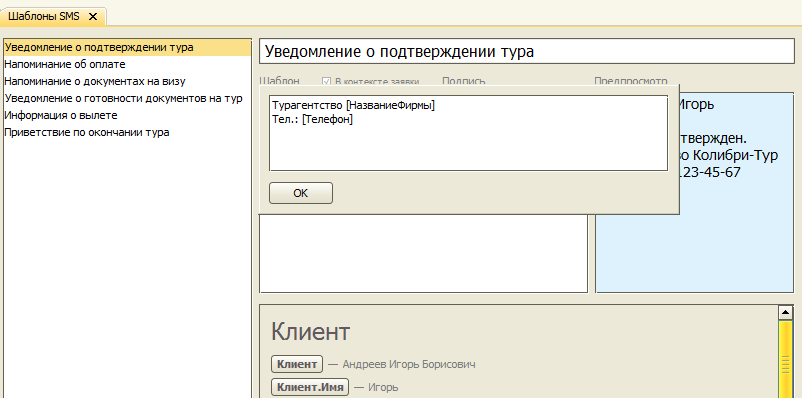 Шаблоны SMS
Уведомление о подтверждении тура
Напоминание об оплате
Напоминание о документах на визу
Уведомление о готовности документов на тур
Информация о вылете
Приветствие по окончании тура
Уведомление о подтверждении тура
Шаблон В контексте заявки Подпись Предпросмотр
Турагентство [НазваниеФирмы]
Тел.: [Телефон]
OK
Игорь
твержден.
во Колибри-Тур
123-45-67
Клиент
Клиент — Андреев Игорь Борисович
Клиент.Имя — Игорь